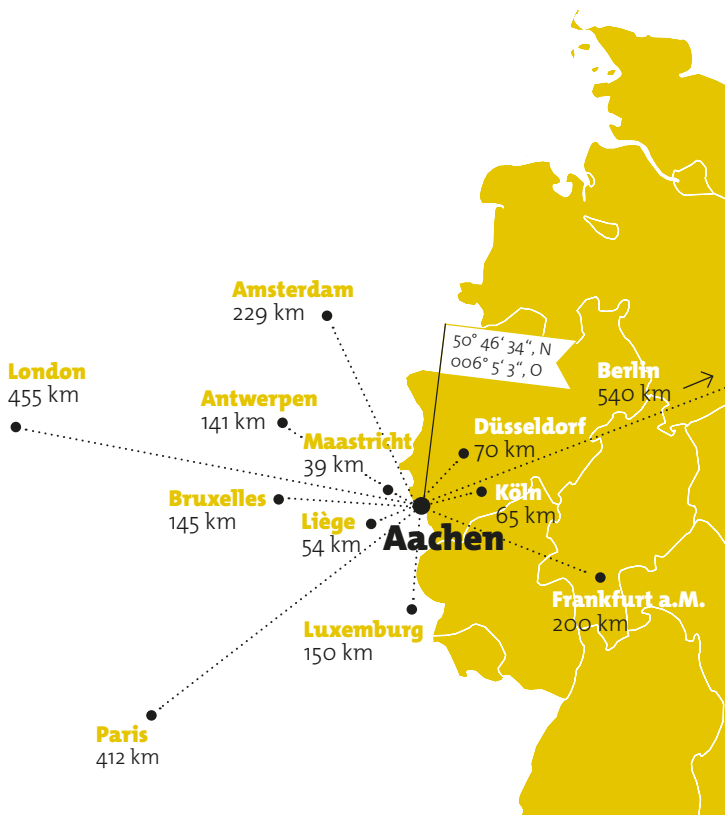 Amsterdam
229 km
50° 46‘ 34“, N
006° 5‘ 3“, O
London
455 km
Berlin
540 km
Antwerpen
141 km
Düsseldorf
70 km
Maastricht
39 km
Bruxelles
145 km
Köln
65 km
Liège
54 km
Aachen
Frankfurt a.M.
200 km
Luxemburg
150 km
Paris
412 km